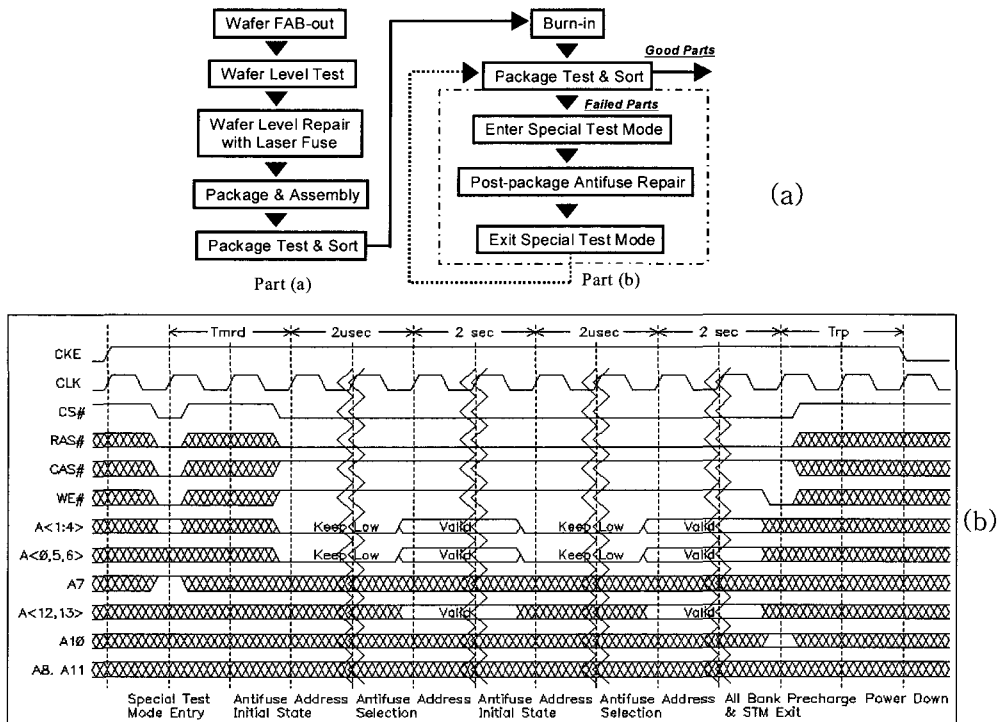 Wafer FAB-out
Wafer Level Test
Wafer Level Repair
with Laser Fuse
Package & Assembly
Package Test & Sort
Part (a)
Burn-in
Good Parts
Package Test & Sort
Failed Parts
Enter Special Test Mode
Post-package Antifuse Repair
Exit Special Test Mode
Part (b)
(a)
Tmrd 2usec 2 sec 2usec 2 sec Trp
CKE
CLK
CS#
RAS#
CAS#
WE#
A<1:4> Keep Low Valid Keep Low Valid
A<0,5,6> Keep Low Valid Keep Low Valid
A7
A<12,13> Valid Valid
A10
A8, A11
Special Test Antifuse Address Antifuse Address Antifuse Address Antifuse Address All Bank Precharge Power Down
Mode Entry Initial State Selection Initial State Selection & STM Exit
(b)